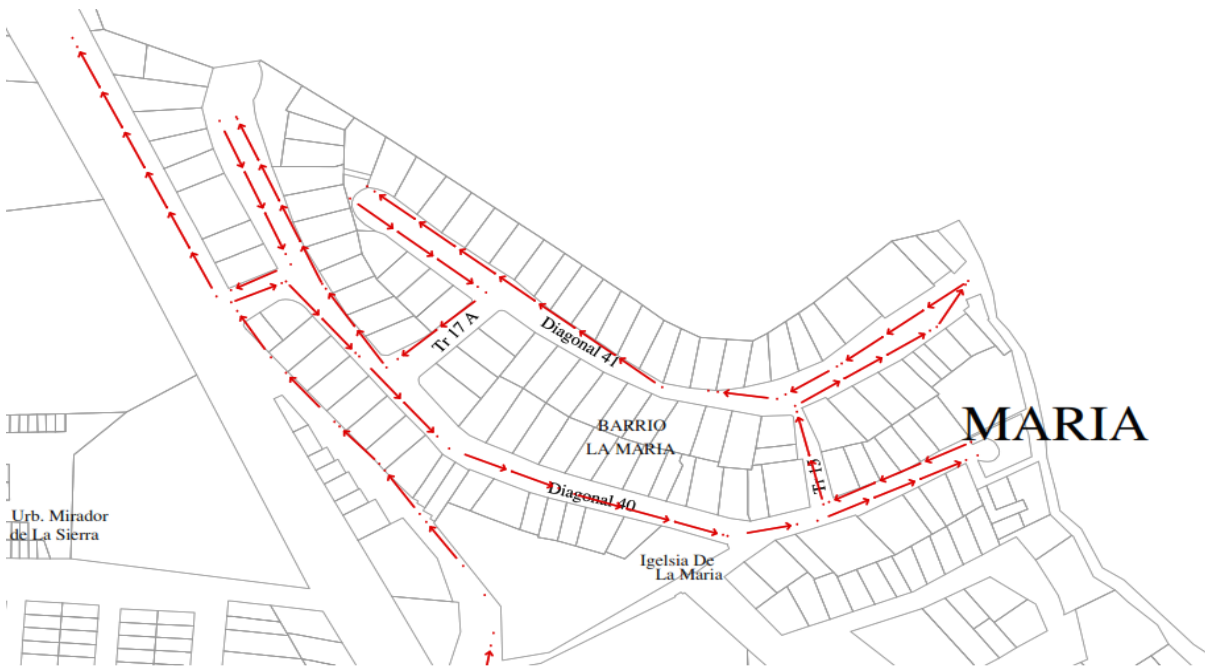 Tr 17 A
Diagonal 41
BARRIO
LA MARIA
MARIA
Tr 15
Diagonal 40
Urb. Mirador
de La Sierra
Igelsia De
La Maria